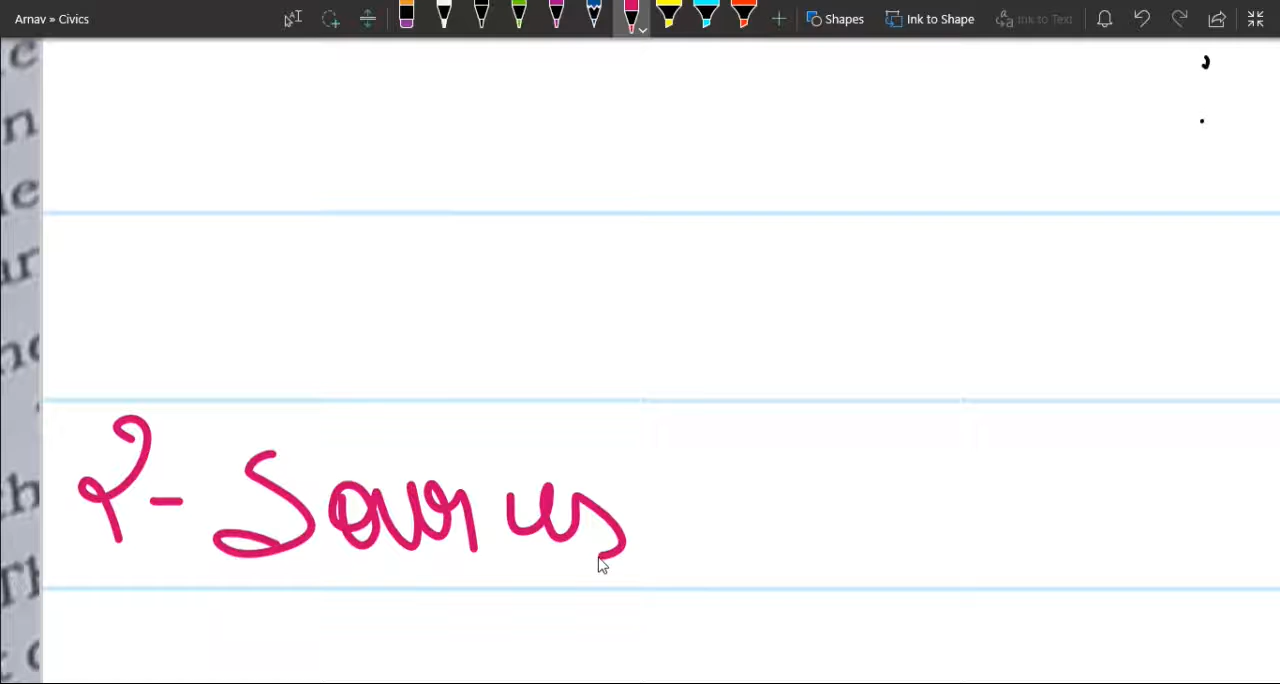 Arnav » Civics
Shapes
Ink to Shape
Ink to Text
2- Sources